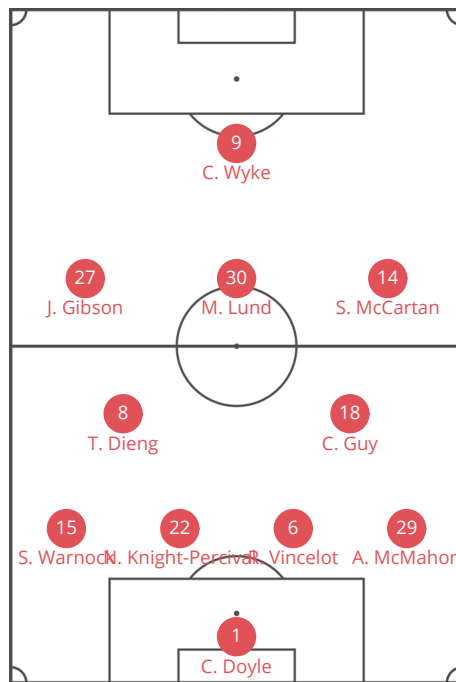 9
C. Wyke
27
J. Gibson
30
M. Lund
14
S. McCartan
8
T. Dieng
18
C. Guy
15
S. Warnock
22
N. Knight-Percival
6
R. Vincelot
29
A. McMahon
1
C. Doyle